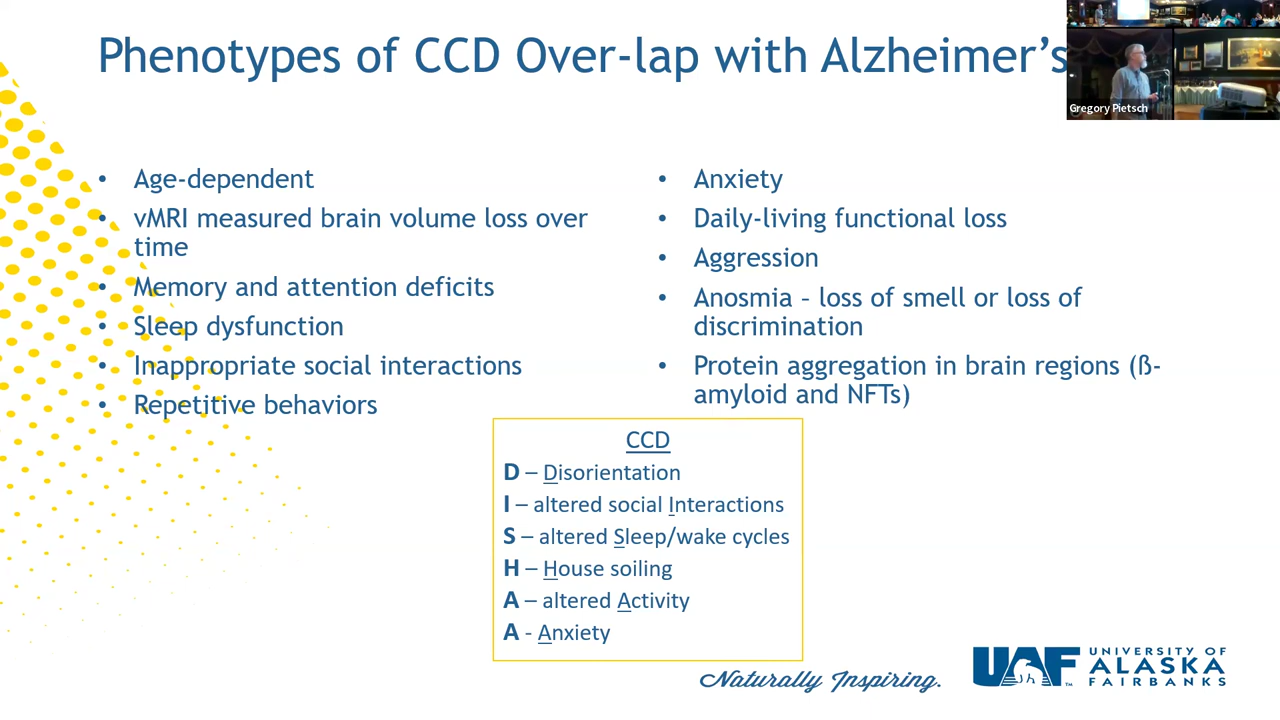 Phenotypes of CCD Over-lap with Alzheimer’s
Gregory Pietsch
• Age-dependent
• vMRI measured brain volume loss over
time
• Memory and attention deficits
• Sleep dysfunction
• Inappropriate social interactions
• Repetitive behaviors
• Anxiety
• Daily-living functional loss
• Aggression
• Anosmia – loss of smell or loss of
discrimination
• Protein aggregation in brain regions (ß-
amyloid and NFTs)
CCD
D – Disorientation
I – altered social Interactions
S – altered Sleep/wake cycles
H – House soiling
A – altered Activity
A - Anxiety
Naturally Inspiring.
UAF
TM
UNIVERSITY OF
ALASKA
FAIRBANKS